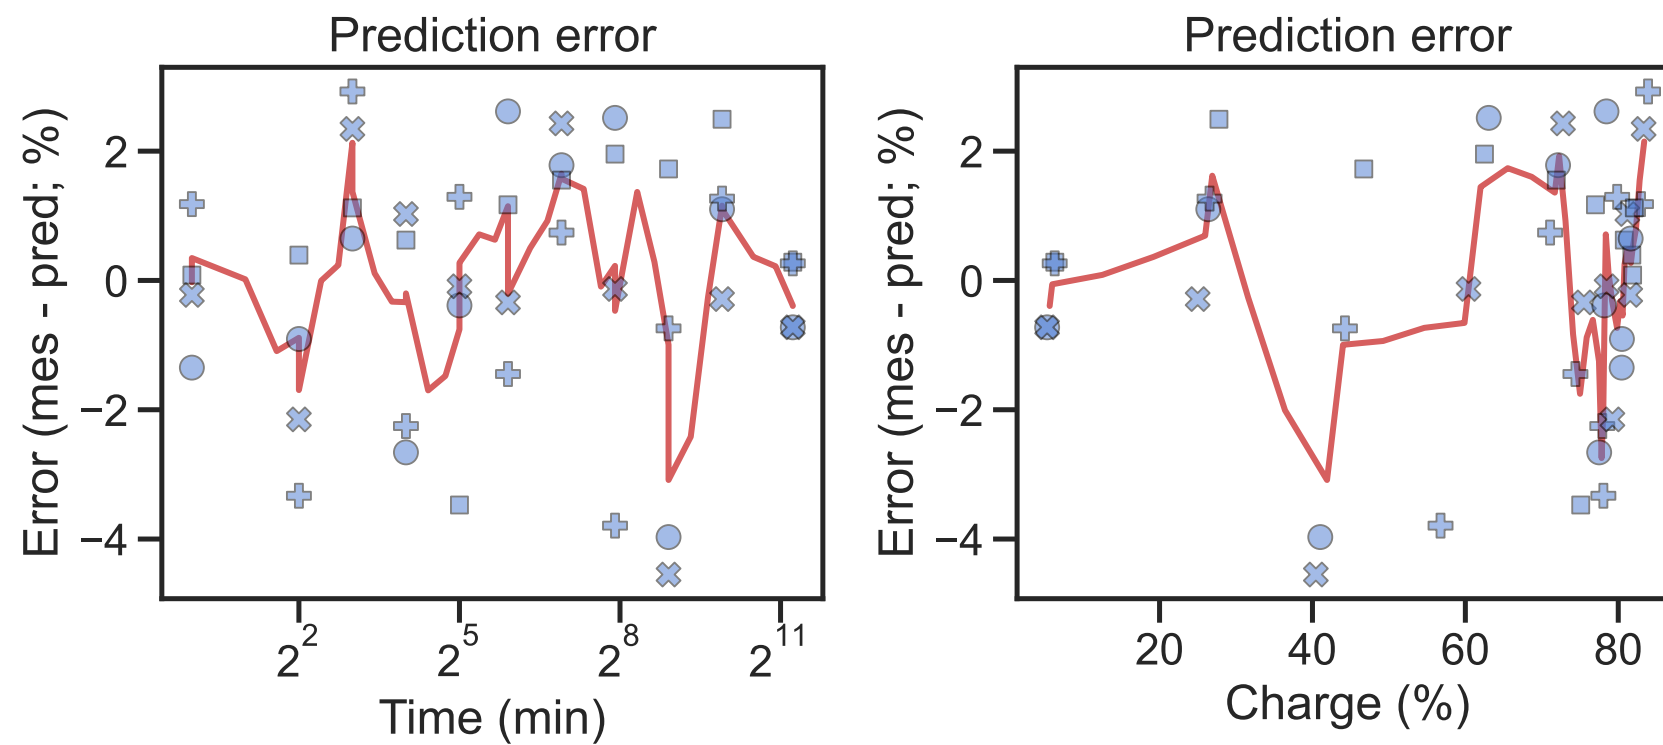 Prediction error
Error (mes - pred; %)
2
0
−2
−4
2^2
2^5
2^8
2^11
Time (min)
Prediction error
Error (mes - pred; %)
2
0
−2
−4
20 40 60 80
Charge (%)